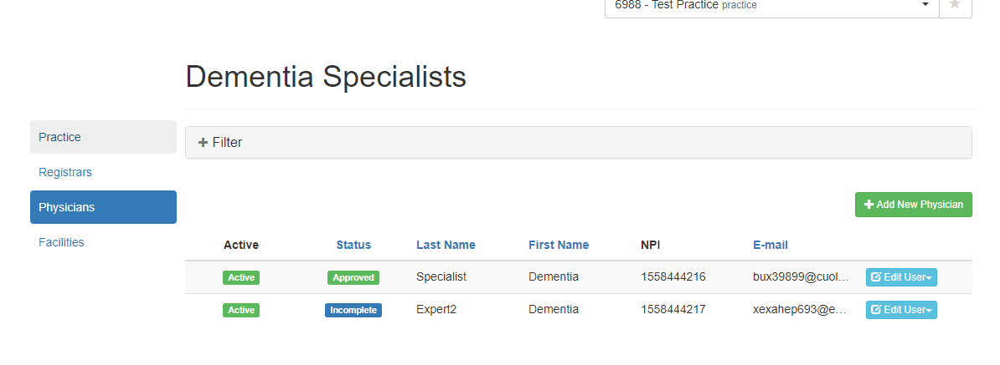 6988 - Test Practice practice
Dementia Specialists
Practice
Filter
Registrars
Add New Physician
Physicians
Facilities
Active Status Last Name First Name NPI E-mail
Active Approved Specialist Dementia 1558444216 bux39899@cuol... Edit User
Active Incomplete Expert2 Dementia 1558444217 xexahep693@e... Edit User